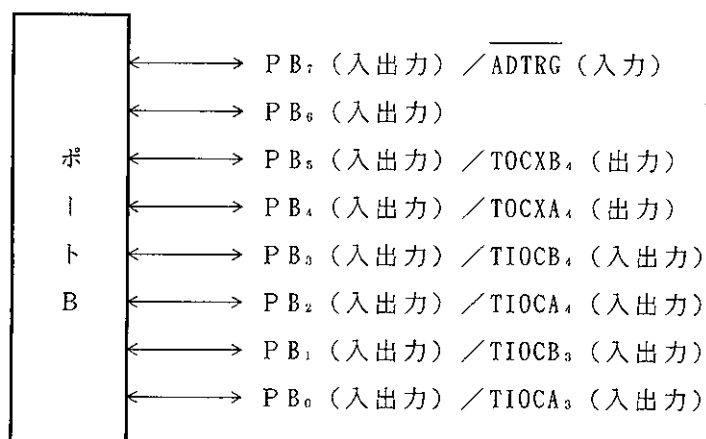 ポートB
PB₇（入出力）／A̅D̅T̅R̅G̅（入力）
PB₆（入出力）
PB₅（入出力）／TOCXB₄（出力）
PB₄（入出力）／TOCXA₄（出力）
PB₃（入出力）／TIOCB₄（入出力）
PB₂（入出力）／TIOCA₄（入出力）
PB₁（入出力）／TIOCB₃（入出力）
PB₀（入出力）／TIOCA₃（入出力）